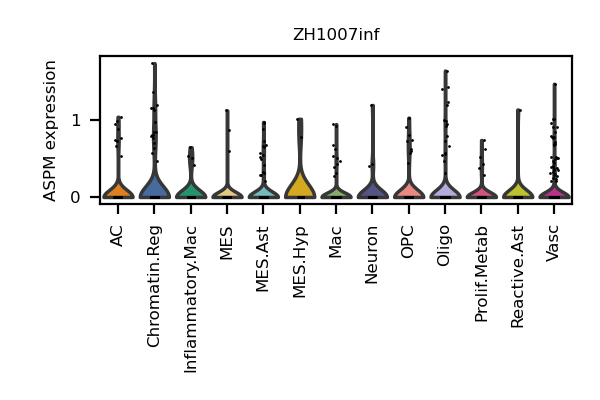 ZH1007inf
ASPM expression
1
0
AC
Chromatin.Reg
Inflammatory.Mac
MES
MES.Ast
MES.Hyp
Mac
Neuron
OPC
Oligo
Prolif.Metab
Reactive.Ast
Vasc